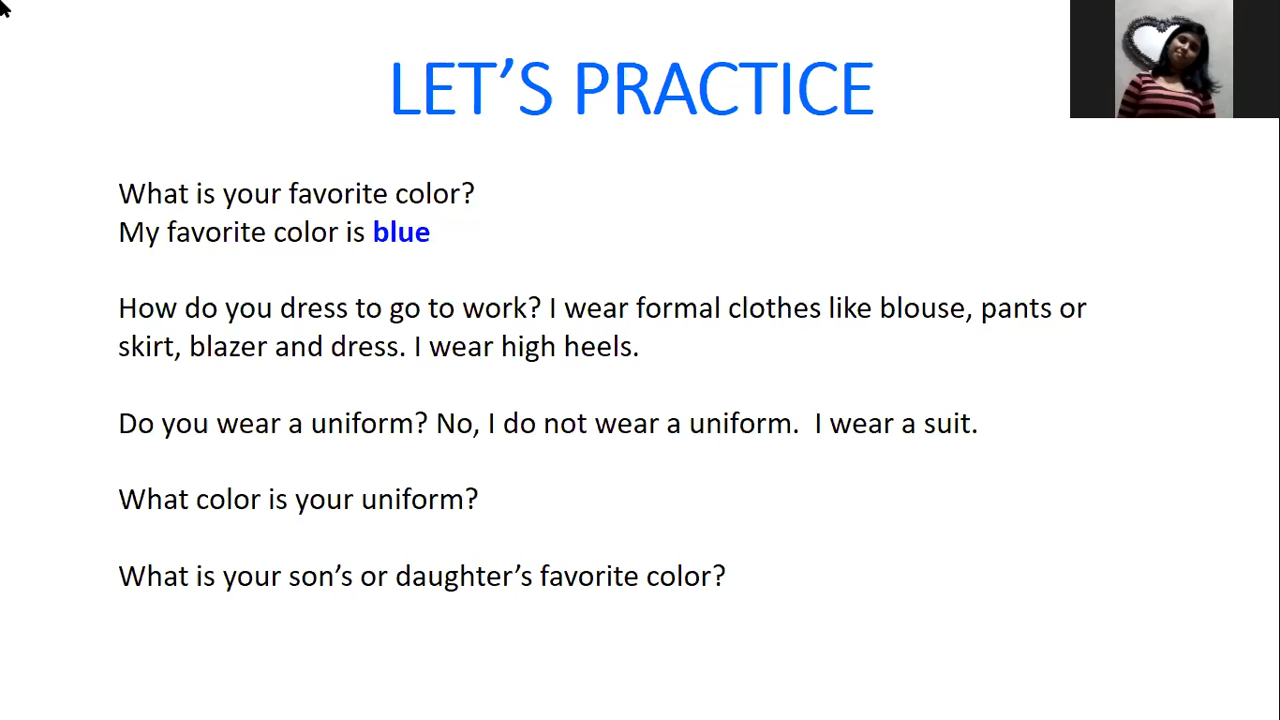 LET’S PRACTICE
What is your favorite color?
My favorite color is blue
How do you dress to go to work? I wear formal clothes like blouse, pants or
skirt, blazer and dress. I wear high heels.
Do you wear a uniform? No, I do not wear a uniform.  I wear a suit.
What color is your uniform?
What is your son’s or daughter’s favorite color?